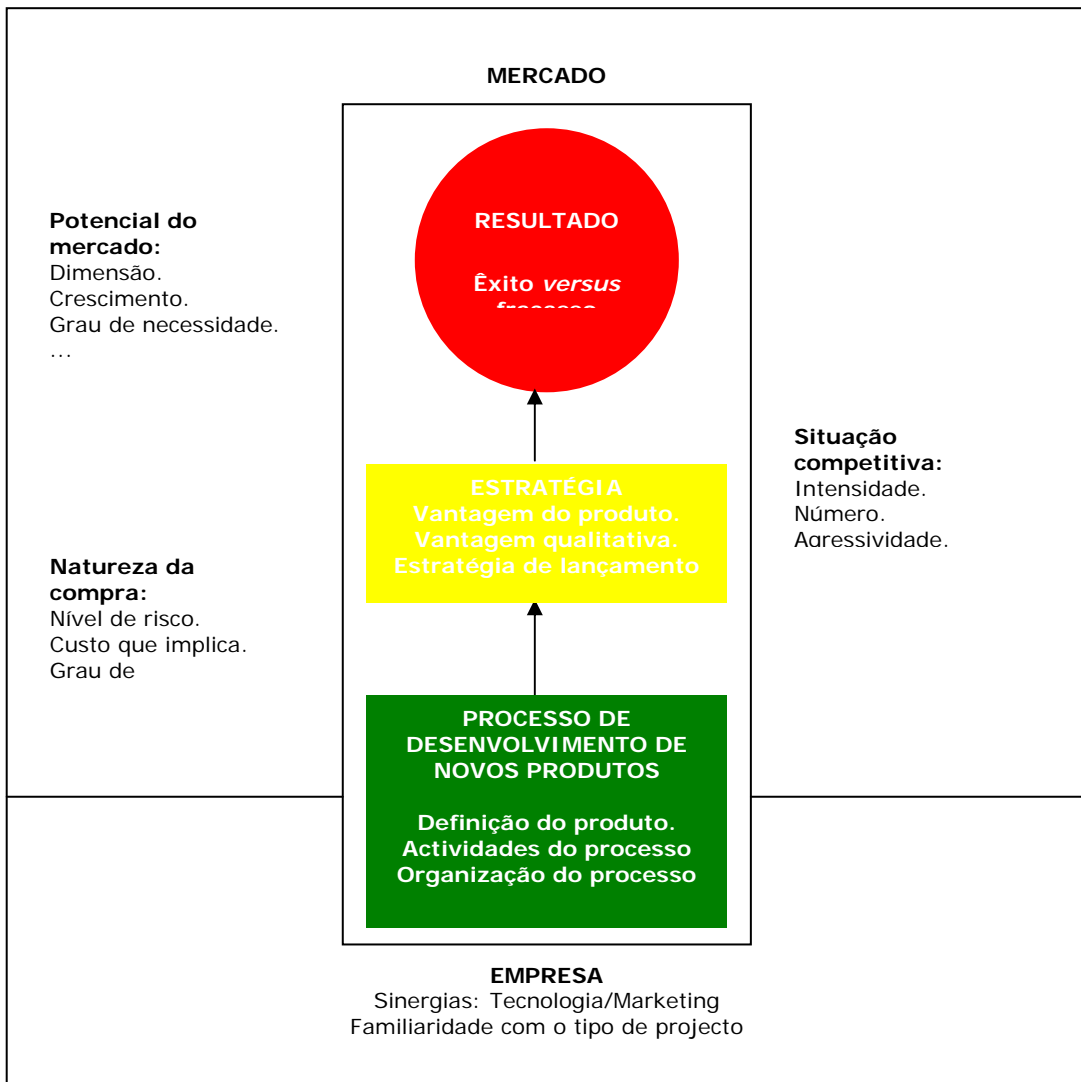 MERCADO
RESULTADO
Êxito versus
fracasso
Potencial do
mercado:
Dimensão.
Crescimento.
Grau de necessidade.
...
Situação
competitiva:
Intensidade.
Número.
Agressividade.
ESTRATÉGIA
Vantagem do produto.
Vantagem qualitativa.
Estratégia de lançamento
Natureza da
compra:
Nível de risco.
Custo que implica.
Grau de
PROCESSO DE
DESENVOLVIMENTO DE
NOVOS PRODUTOS
Definição do produto.
Actividades do processo
Organização do processo
EMPRESA
Sinergias: Tecnologia/Marketing
Familiaridade com o tipo de projecto